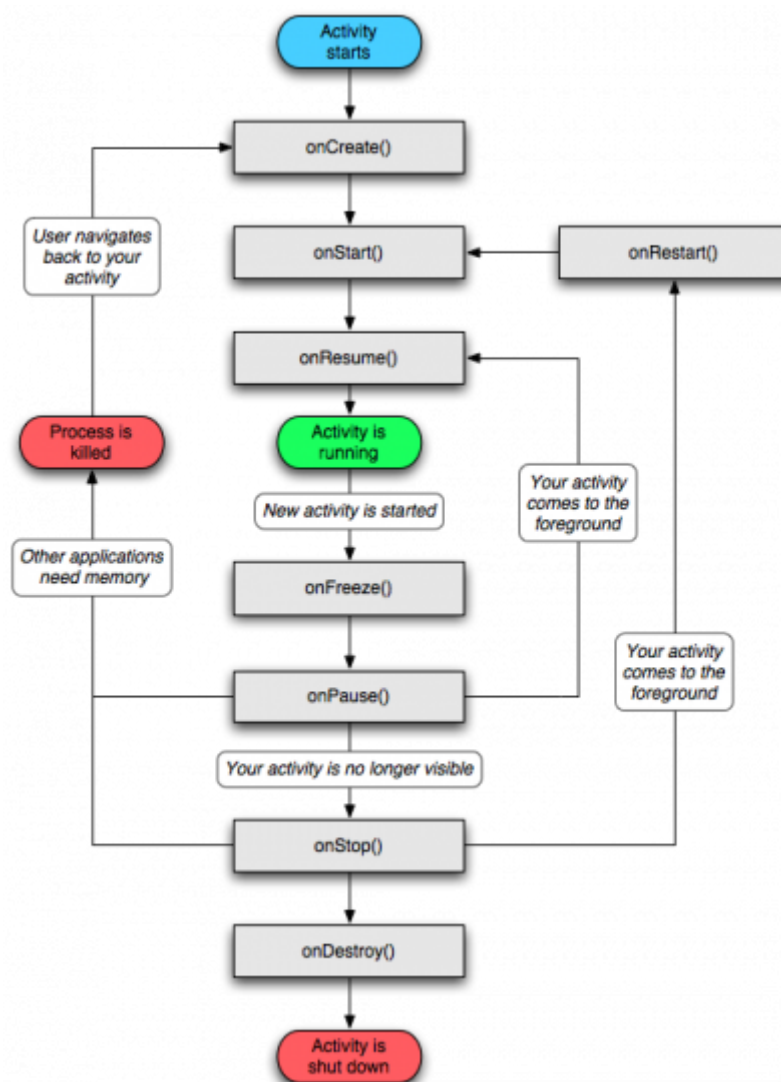 Activity
starts
onCreate()
User navigates
back to your
activity
onStart()
onRestart()
onResume()
Process is
killed
Activity is
running
Your activity
comes to the
foreground
New activity is started
Other applications
need memory
onFreeze()
Your activity
comes to the
foreground
onPause()
Your activity is no longer visible
onStop()
onDestroy()
Activity is
shut down